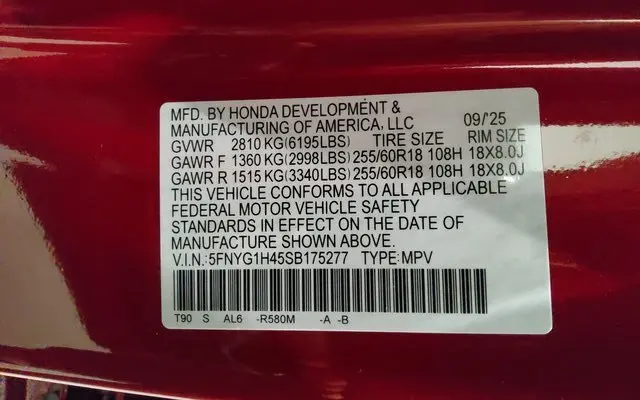 MFD. BY HONDA DEVELOPMENT &
MANUFACTURING OF AMERICA, LLC 09/25
GVWR 2810 KG(6195LBS) TIRE SIZE RIM SIZE
GAWR F 1360 KG(2998LBS) 255/60R18 108H 18X8.0J
GAWR R 1515 KG(3340LBS) 255/60R18 108H 18X8.0J
THIS VEHICLE CONFORMS TO ALL APPLICABLE
FEDERAL MOTOR VEHICLE SAFETY
STANDARDS IN EFFECT ON THE DATE OF
MANUFACTURE SHOWN ABOVE.
V.I.N.:5FNYG1H45SB175277 TYPE:MPV
T90 S AL6 -R580M -A -B